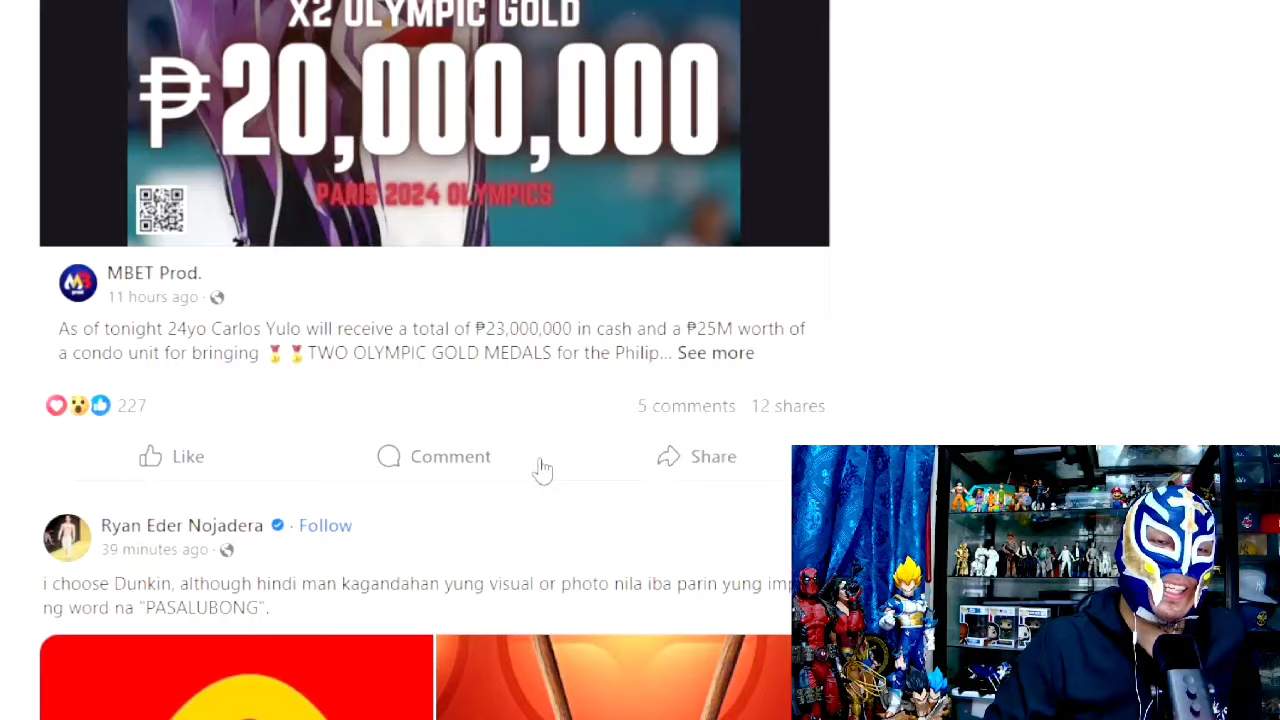 X2 OLYMPIC GOLD
₱20,000,000
PARIS 2024 OLYMPICS
MBET Prod.
11 hours ago ·
As of tonight 24yo Carlos Yulo will receive a total of ₱23,000,000 in cash and a ₱25M worth of
a condo unit for bringing 🎖️🎖️TWO OLYMPIC GOLD MEDALS for the Philip... See more
227
5 comments 12 shares
Like
Comment
Share
Ryan Eder Nojadera · Follow
39 minutes ago ·
i choose Dunkin, although hindi man kagandahan yung visual or photo nila iba parin yung
ng word na "PASALUBONG".